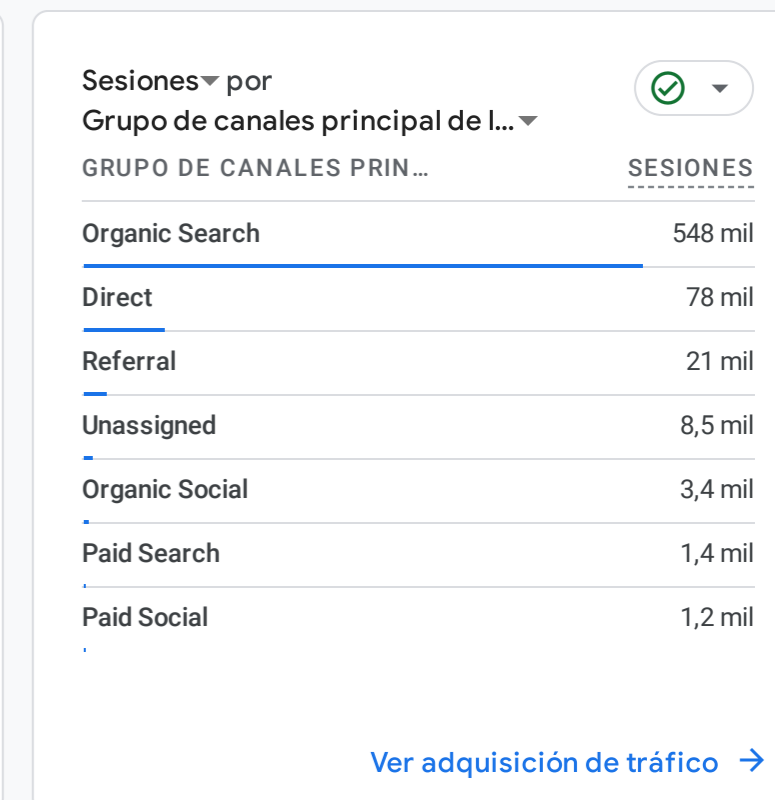 Sesiones por
Grupo de canales principal de l...
GRUPO DE CANALES PRIN... SESIONES
Organic Search 548 mil
Direct 78 mil
Referral 21 mil
Unassigned 8,5 mil
Organic Social 3,4 mil
Paid Search 1,4 mil
Paid Social 1,2 mil
Ver adquisición de tráfico